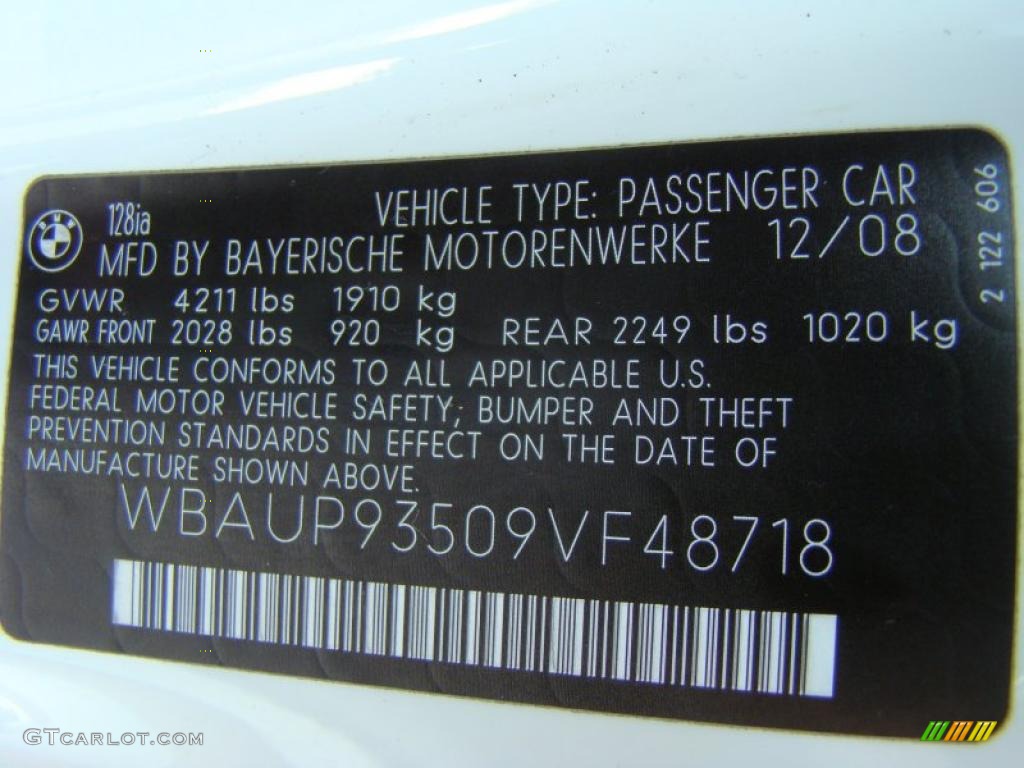 128ia
VEHICLE TYPE: PASSENGER CAR
MFD BY BAYERISCHE MOTORENWERKE 12/08
GVWR 4211 lbs 1910 kg
GAWR FRONT 2028 lbs 920 kg REAR 2249 lbs 1020 kg
THIS VEHICLE CONFORMS TO ALL APPLICABLE U.S.
FEDERAL MOTOR VEHICLE SAFETY, BUMPER AND THEFT
PREVENTION STANDARDS IN EFFECT ON THE DATE OF
MANUFACTURE SHOWN ABOVE.
WBAUP93509VF48718
2 122 606
GTCARLOT.COM